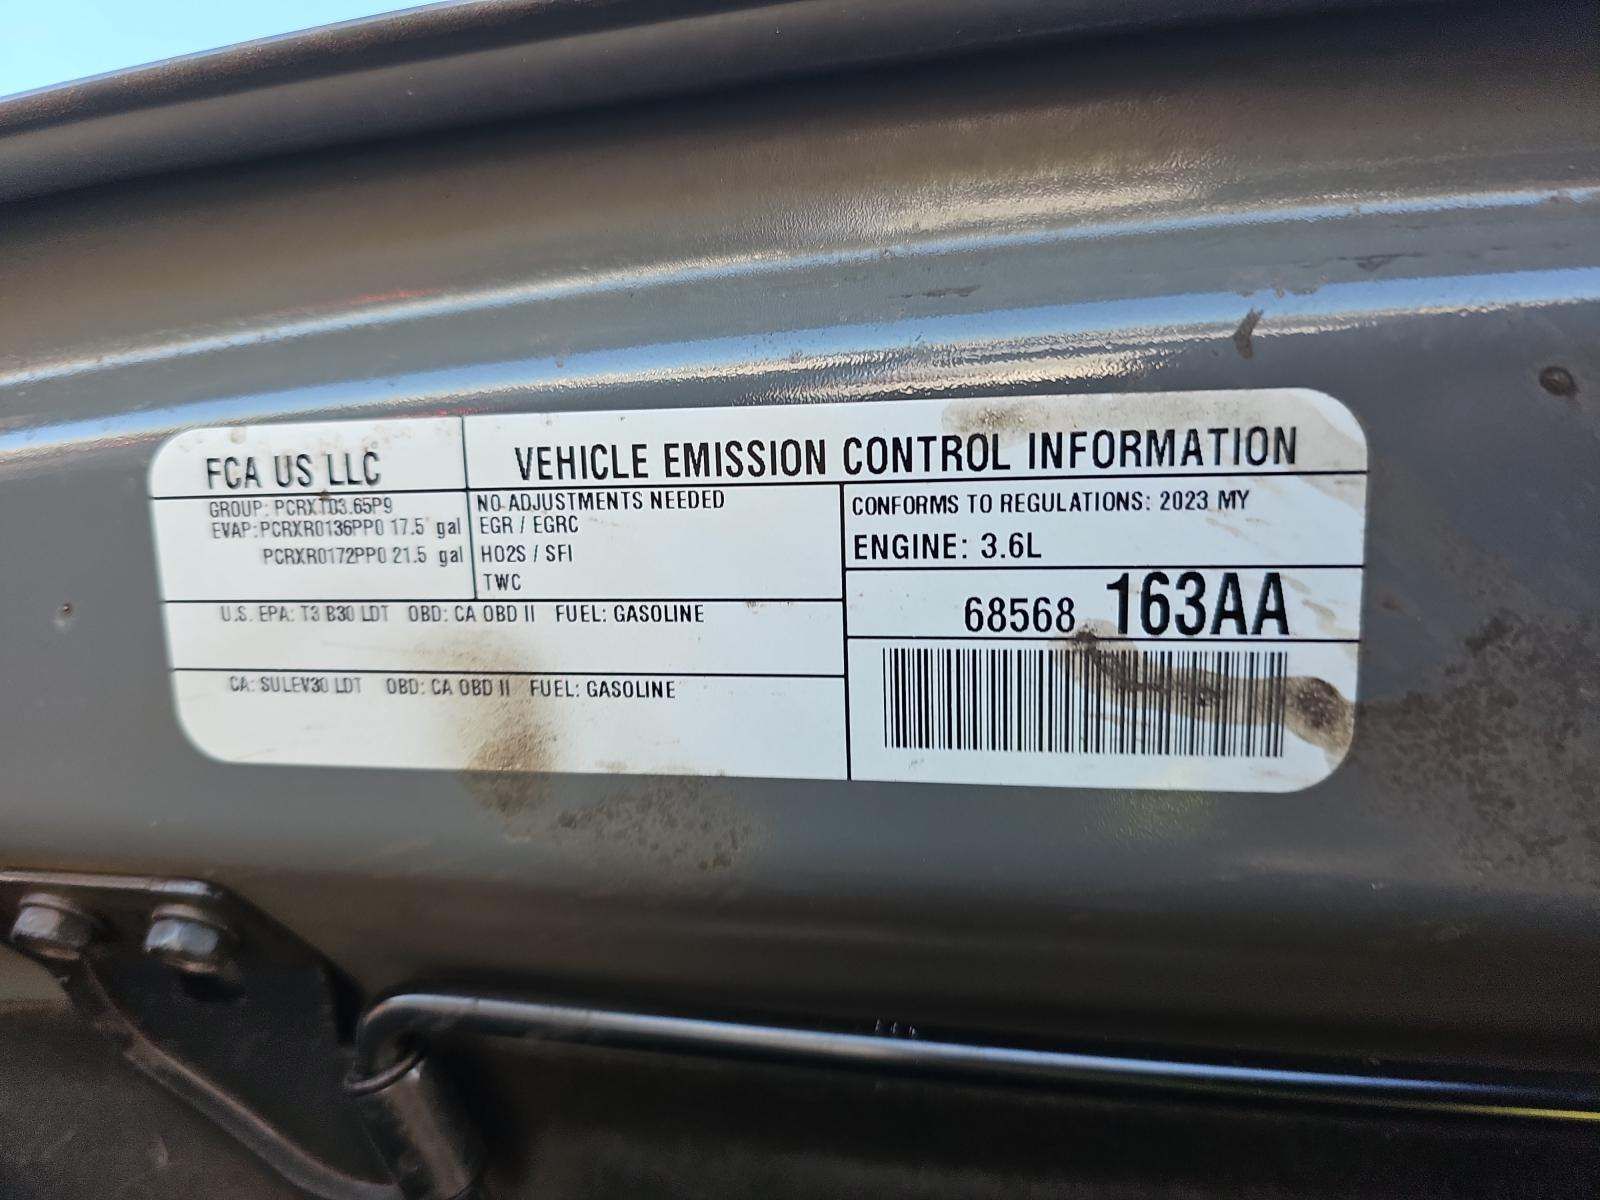 FCA US LLC
VEHICLE EMISSION CONTROL INFORMATION
GROUP: PCRXT03.65P9
EVAP:PCRXR0136PP0 17.5 gal
PCRXR0172PP0 21.5 gal
NO ADJUSTMENTS NEEDED
EGR / EGRC
HO2S / SFI
TWC
CONFORMS TO REGULATIONS: 2023 MY
ENGINE: 3.6L
68568 163AA
U.S. EPA: T3 B30 LDT OBD: CA OBD II FUEL: GASOLINE
CA: SULEV30 LDT OBD: CA OBD II FUEL: GASOLINE